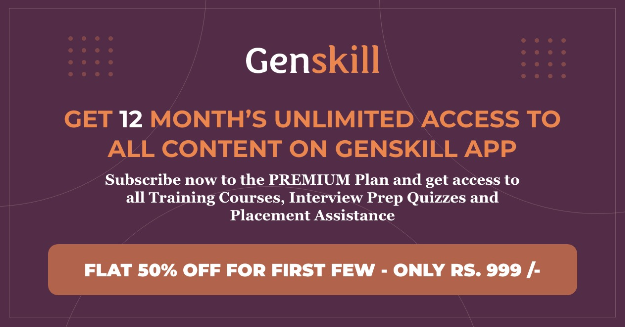 Genskill
GET 12 MONTH'S UNLIMITED ACCESS TO
ALL CONTENT ON GENSKILL APP
Subscribe now to the PREMIUM Plan and get access to
all Training Courses, Interview Prep Quizzes and
Placement Assistance
FLAT 50% OFF FOR FIRST FEW - ONLY RS. 999 /-